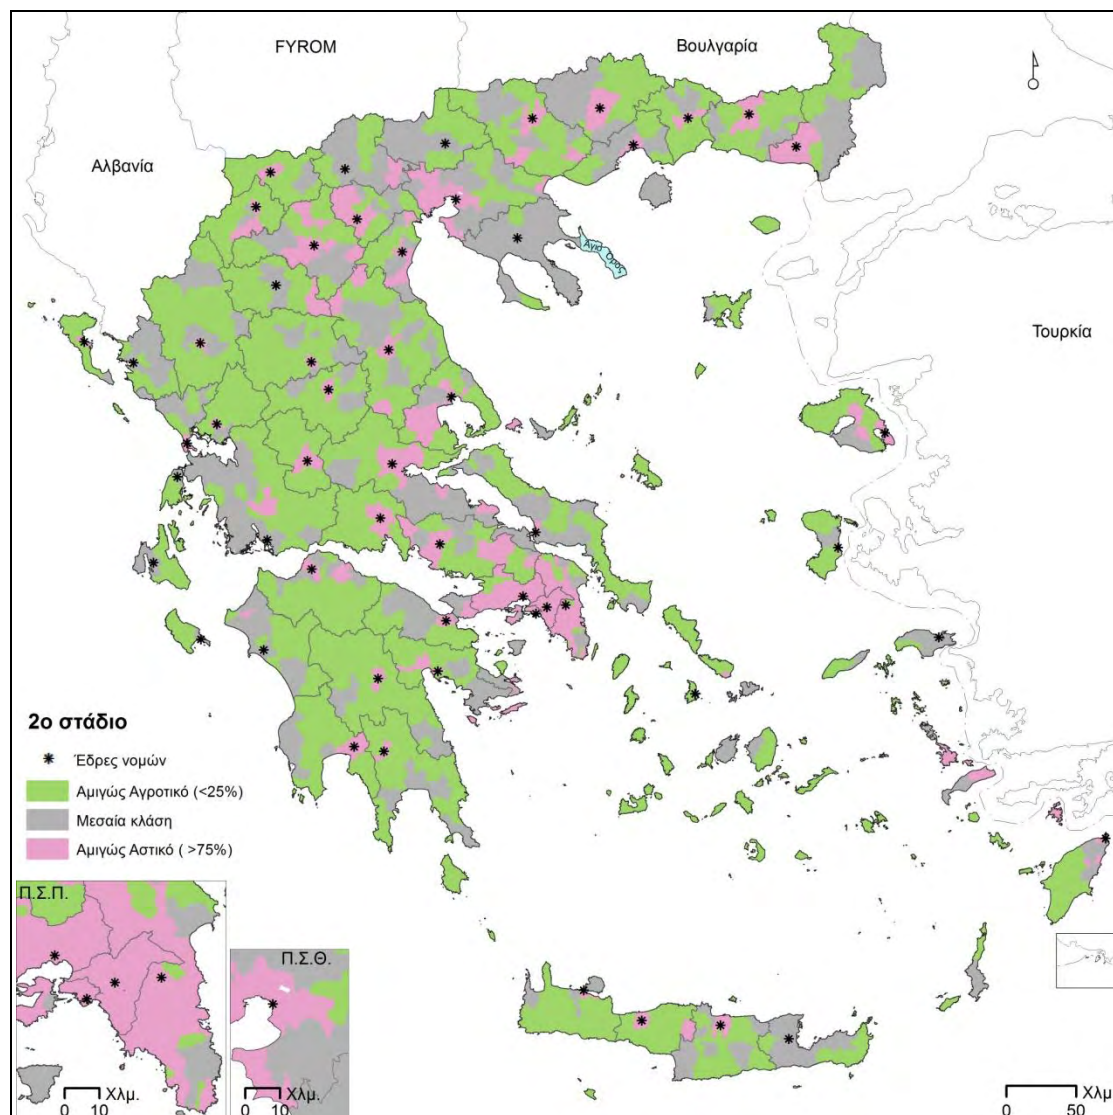 FYROM
Βουλγαρία
Αλβανία
Άγιο Όρος
Τουρκία
2ο στάδιο
Έδρες νομών
Αμιγώς Αγροτικό (<25%)
Μεσαία κλάση
Αμιγώς Αστικό ( >75%)
Π.Σ.Π.
Π.Σ.Θ.
Χλμ.
0 10
Χλμ.
0 10
Χλμ
0 50